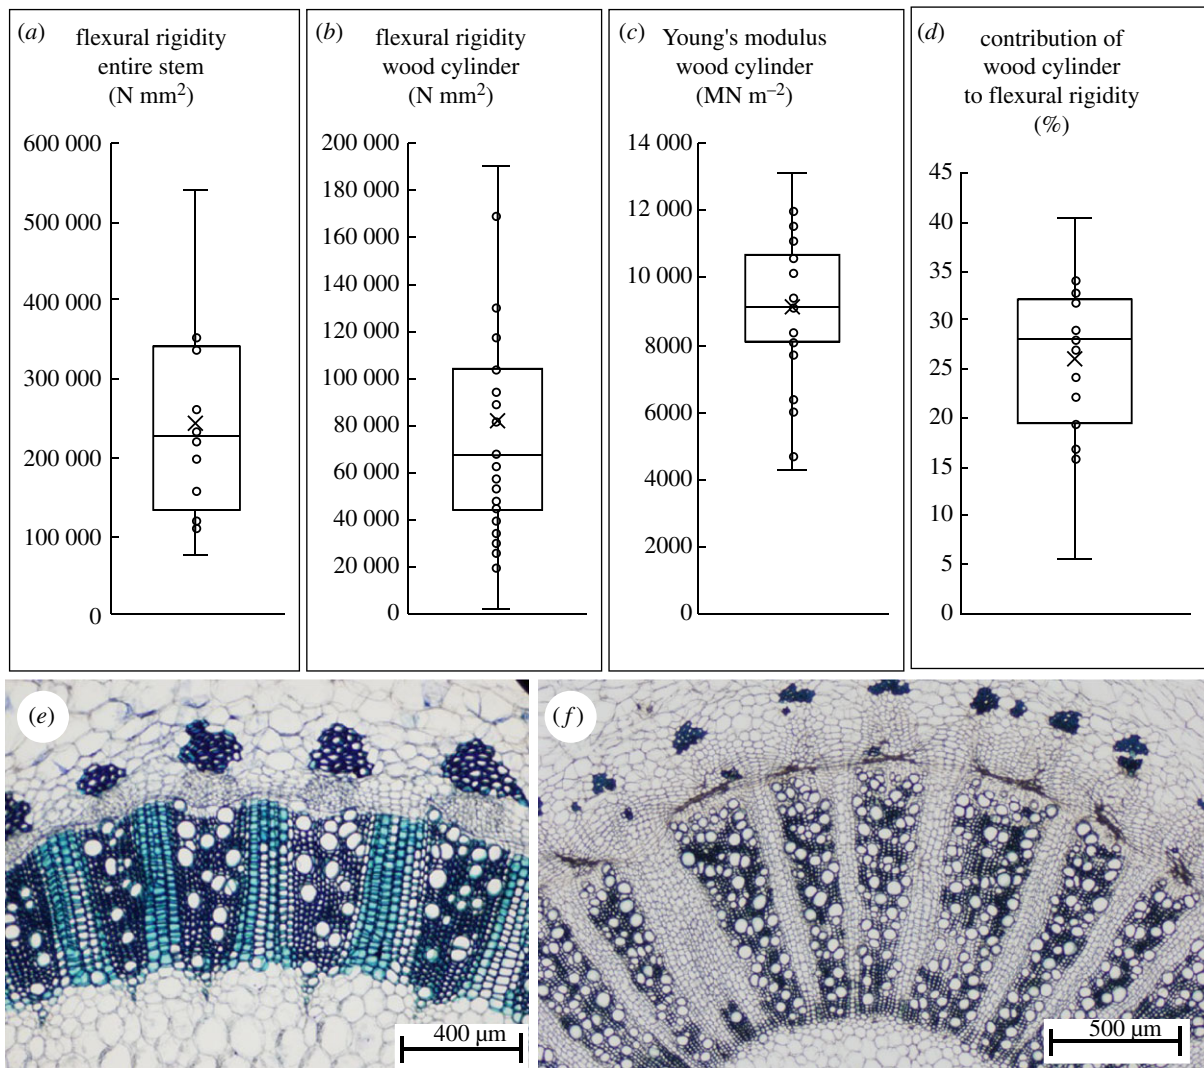 (a) flexural rigidity
entire stem
(N mm²)
600 000
500 000
400 000
300 000
200 000
100 000
0
(b) flexural rigidity
wood cylinder
(N mm²)
200 000
180 000
160 000
140 000
120 000
100 000
80 000
60 000
40 000
20 000
0
(c) Young's modulus
wood cylinder
(MN m⁻²)
14 000
12 000
10 000
8000
6000
4000
2000
0
(d) contribution of
wood cylinder
to flexural rigidity
(%)
45
40
35
30
25
20
15
10
5
0
(e)
400 µm
(f)
500 µm